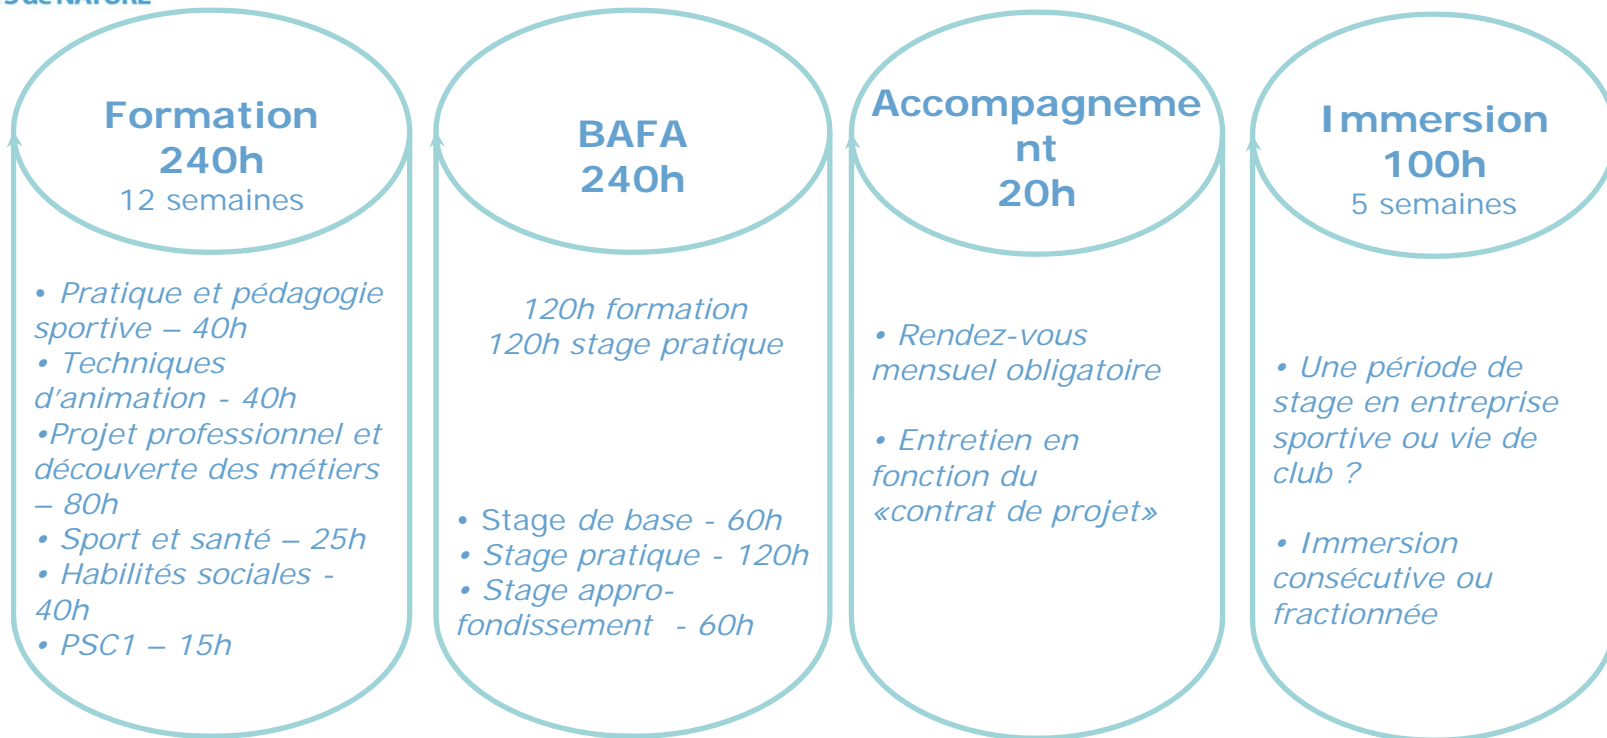 de NATURE
Formation
240h
12 semaines
• Pratique et pédagogie
sportive – 40h
• Techniques
d'animation - 40h
•Projet professionnel et
découverte des métiers
– 80h
• Sport et santé – 25h
• Habilités sociales -
40h
• PSC1 – 15h
BAFA
240h
120h formation
120h stage pratique
• Stage de base - 60h
• Stage pratique - 120h
• Stage appro-
fondissement - 60h
Accompagneme
nt
20h
• Rendez-vous
mensuel obligatoire
• Entretien en
fonction du
«contrat de projet»
Immersion
100h
5 semaines
• Une période de
stage en entreprise
sportive ou vie de
club ?
• Immersion
consécutive ou
fractionnée